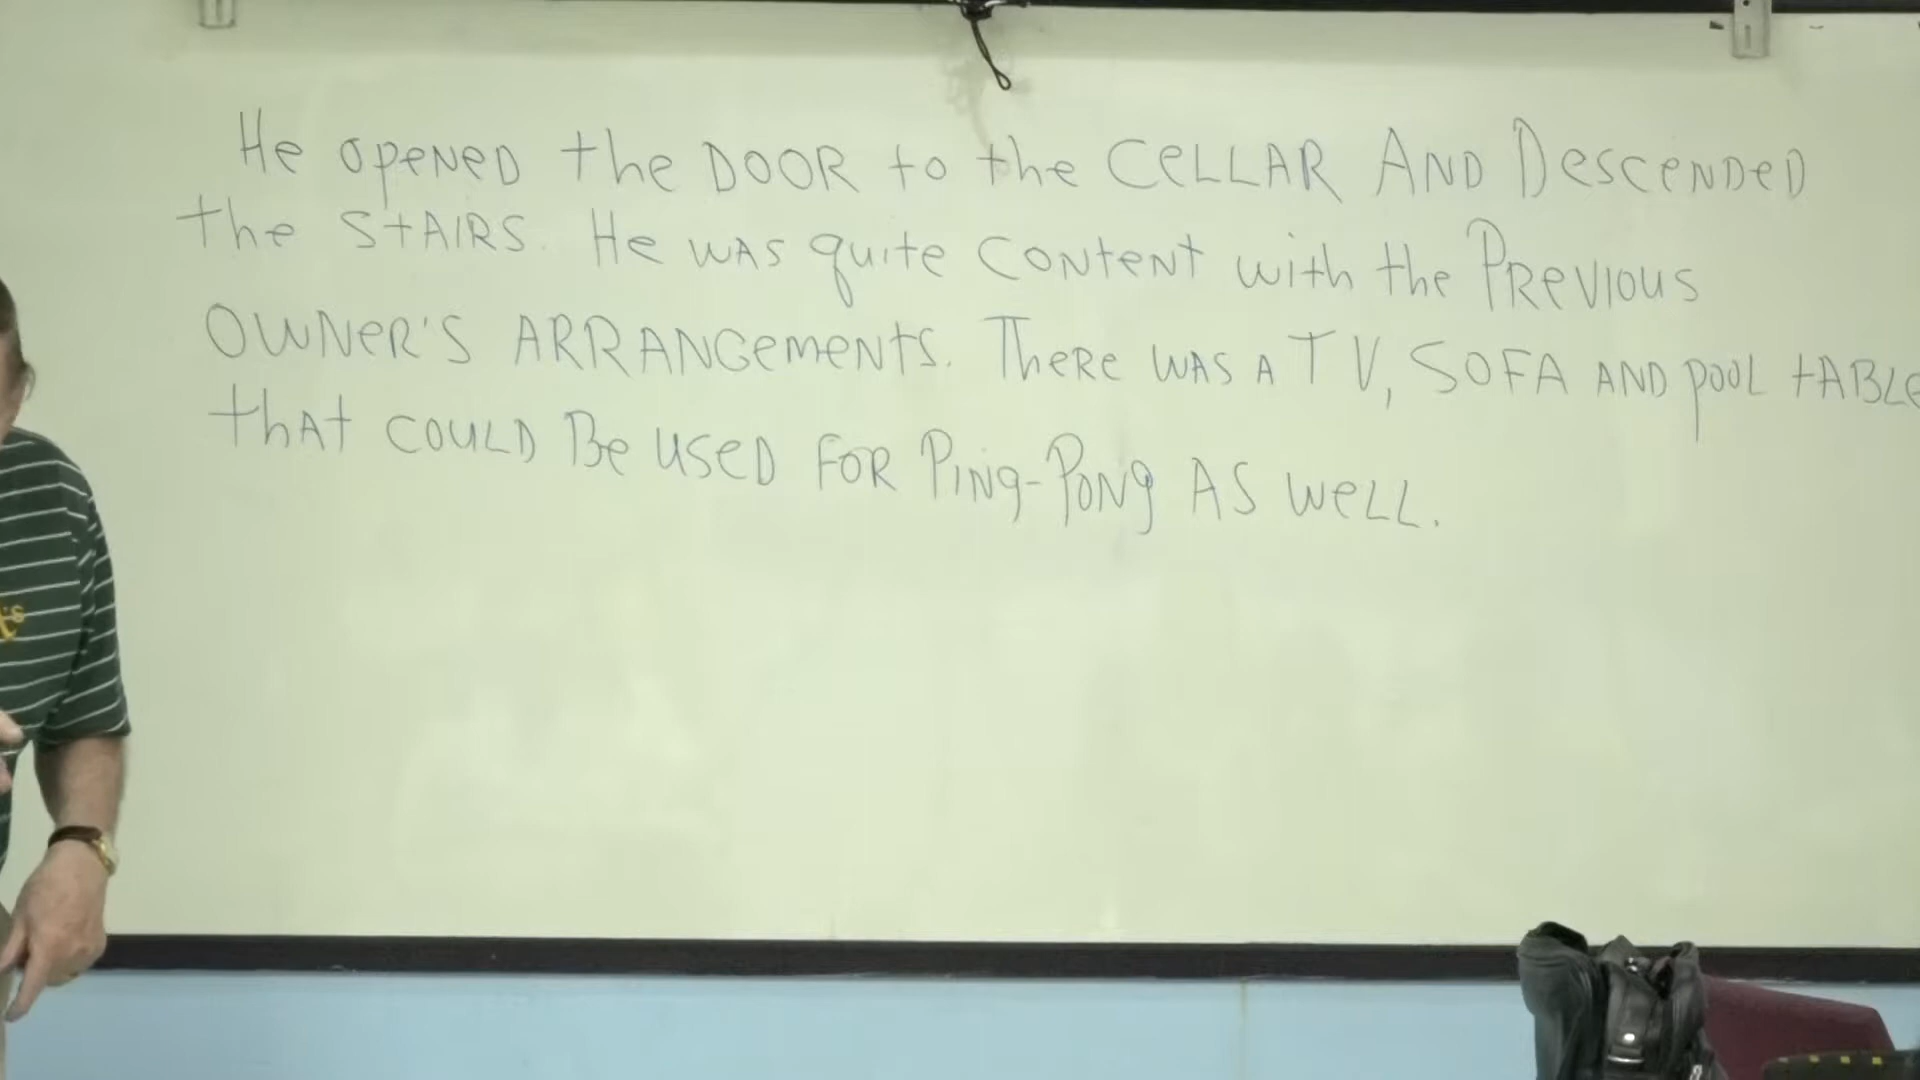 He opeNeD the DOOR to the CeLLAR AND DesceNDeD
the StAIRS. He WAS quite CONteNt with the PReVIous
OWNeR'S ARRANGemeNts. TheRe WAS A TV, SOFA AND pool tABLe
thAt COULD Be useD FOR PINg-PONg AS WeLL.
's